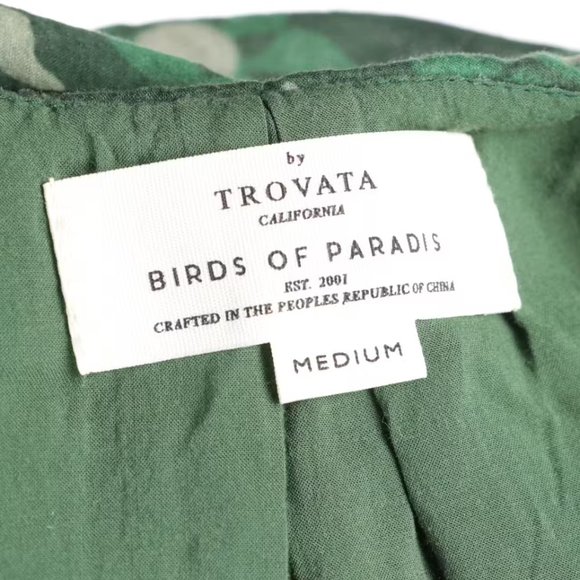 by
TROVATA
CALIFORNIA
BIRDS OF PARADIS
EST. 2001
CRAFTED IN THE PEOPLES REPUBLIC OF CHINA
MEDIUM